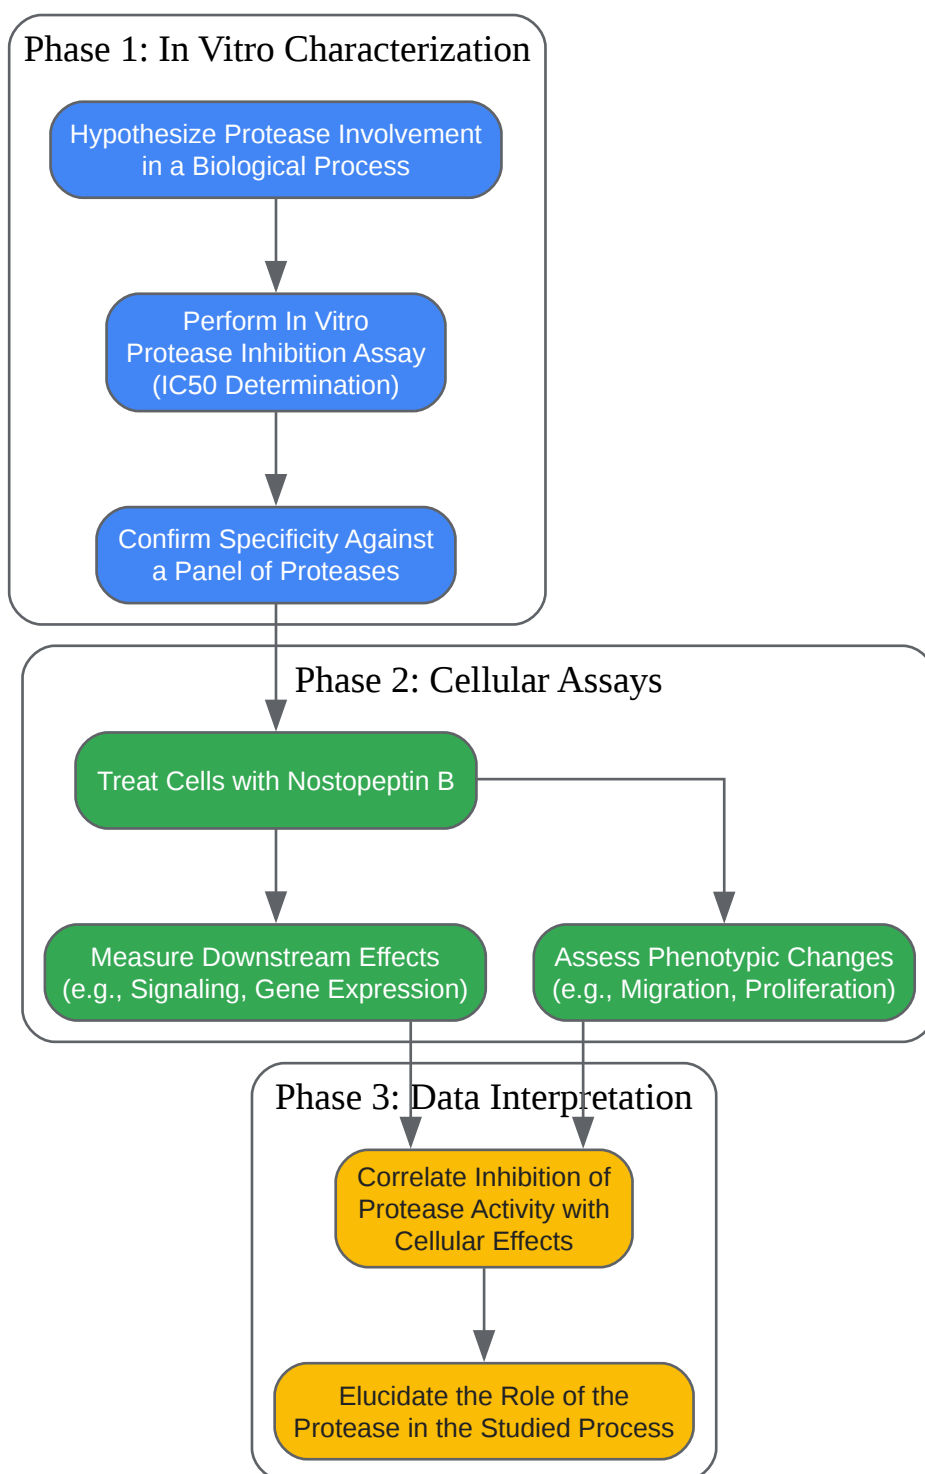 Phase 1: In Vitro Characterization
Hypothesize Protease Involvement
in a Biological Process
Perform In Vitro
Protease Inhibition Assay
(IC50 Determination)
Confirm Specificity Against
a Panel of Proteases
Phase 2: Cellular Assays
Treat Cells with Nostopeptin B
Measure Downstream Effects
(e.g., Signaling, Gene Expression)
Assess Phenotypic Changes
(e.g., Migration, Proliferation)
Phase 3: Data Interpretation
Correlate Inhibition of
Protease Activity with
Cellular Effects
Elucidate the Role of the
Protease in the Studied Process